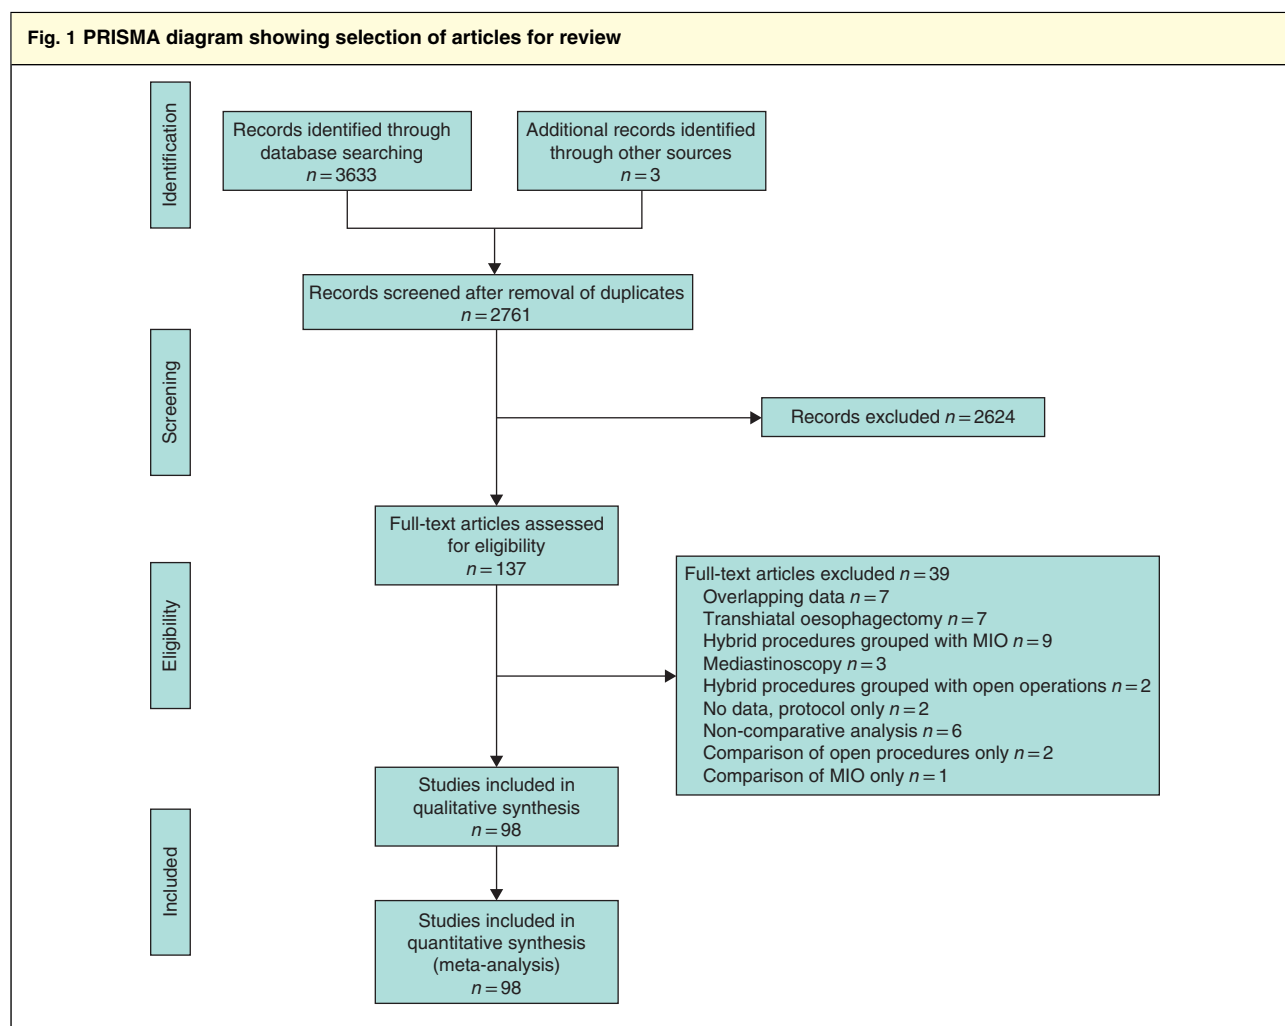 Fig. 1 PRISMA diagram showing selection of articles for review
Identification
Records identified through
database searching
n = 3633
Additional records identified
through other sources
n = 3
Records screened after removal of duplicates
n = 2761
Screening
Records excluded n = 2624
Full-text articles assessed
for eligibility
n = 137
Eligibility
Full-text articles excluded n = 39
Overlapping data n = 7
Transhiatal oesophagectomy n = 7
Hybrid procedures grouped with MIO n = 9
Mediastinoscopy n = 3
Hybrid procedures grouped with open operations n = 2
No data, protocol only n = 2
Non-comparative analysis n = 6
Comparison of open procedures only n = 2
Comparison of MIO only n = 1
Studies included in
qualitative synthesis
n = 98
Included
Studies included in
quantitative synthesis
(meta-analysis)
n = 98